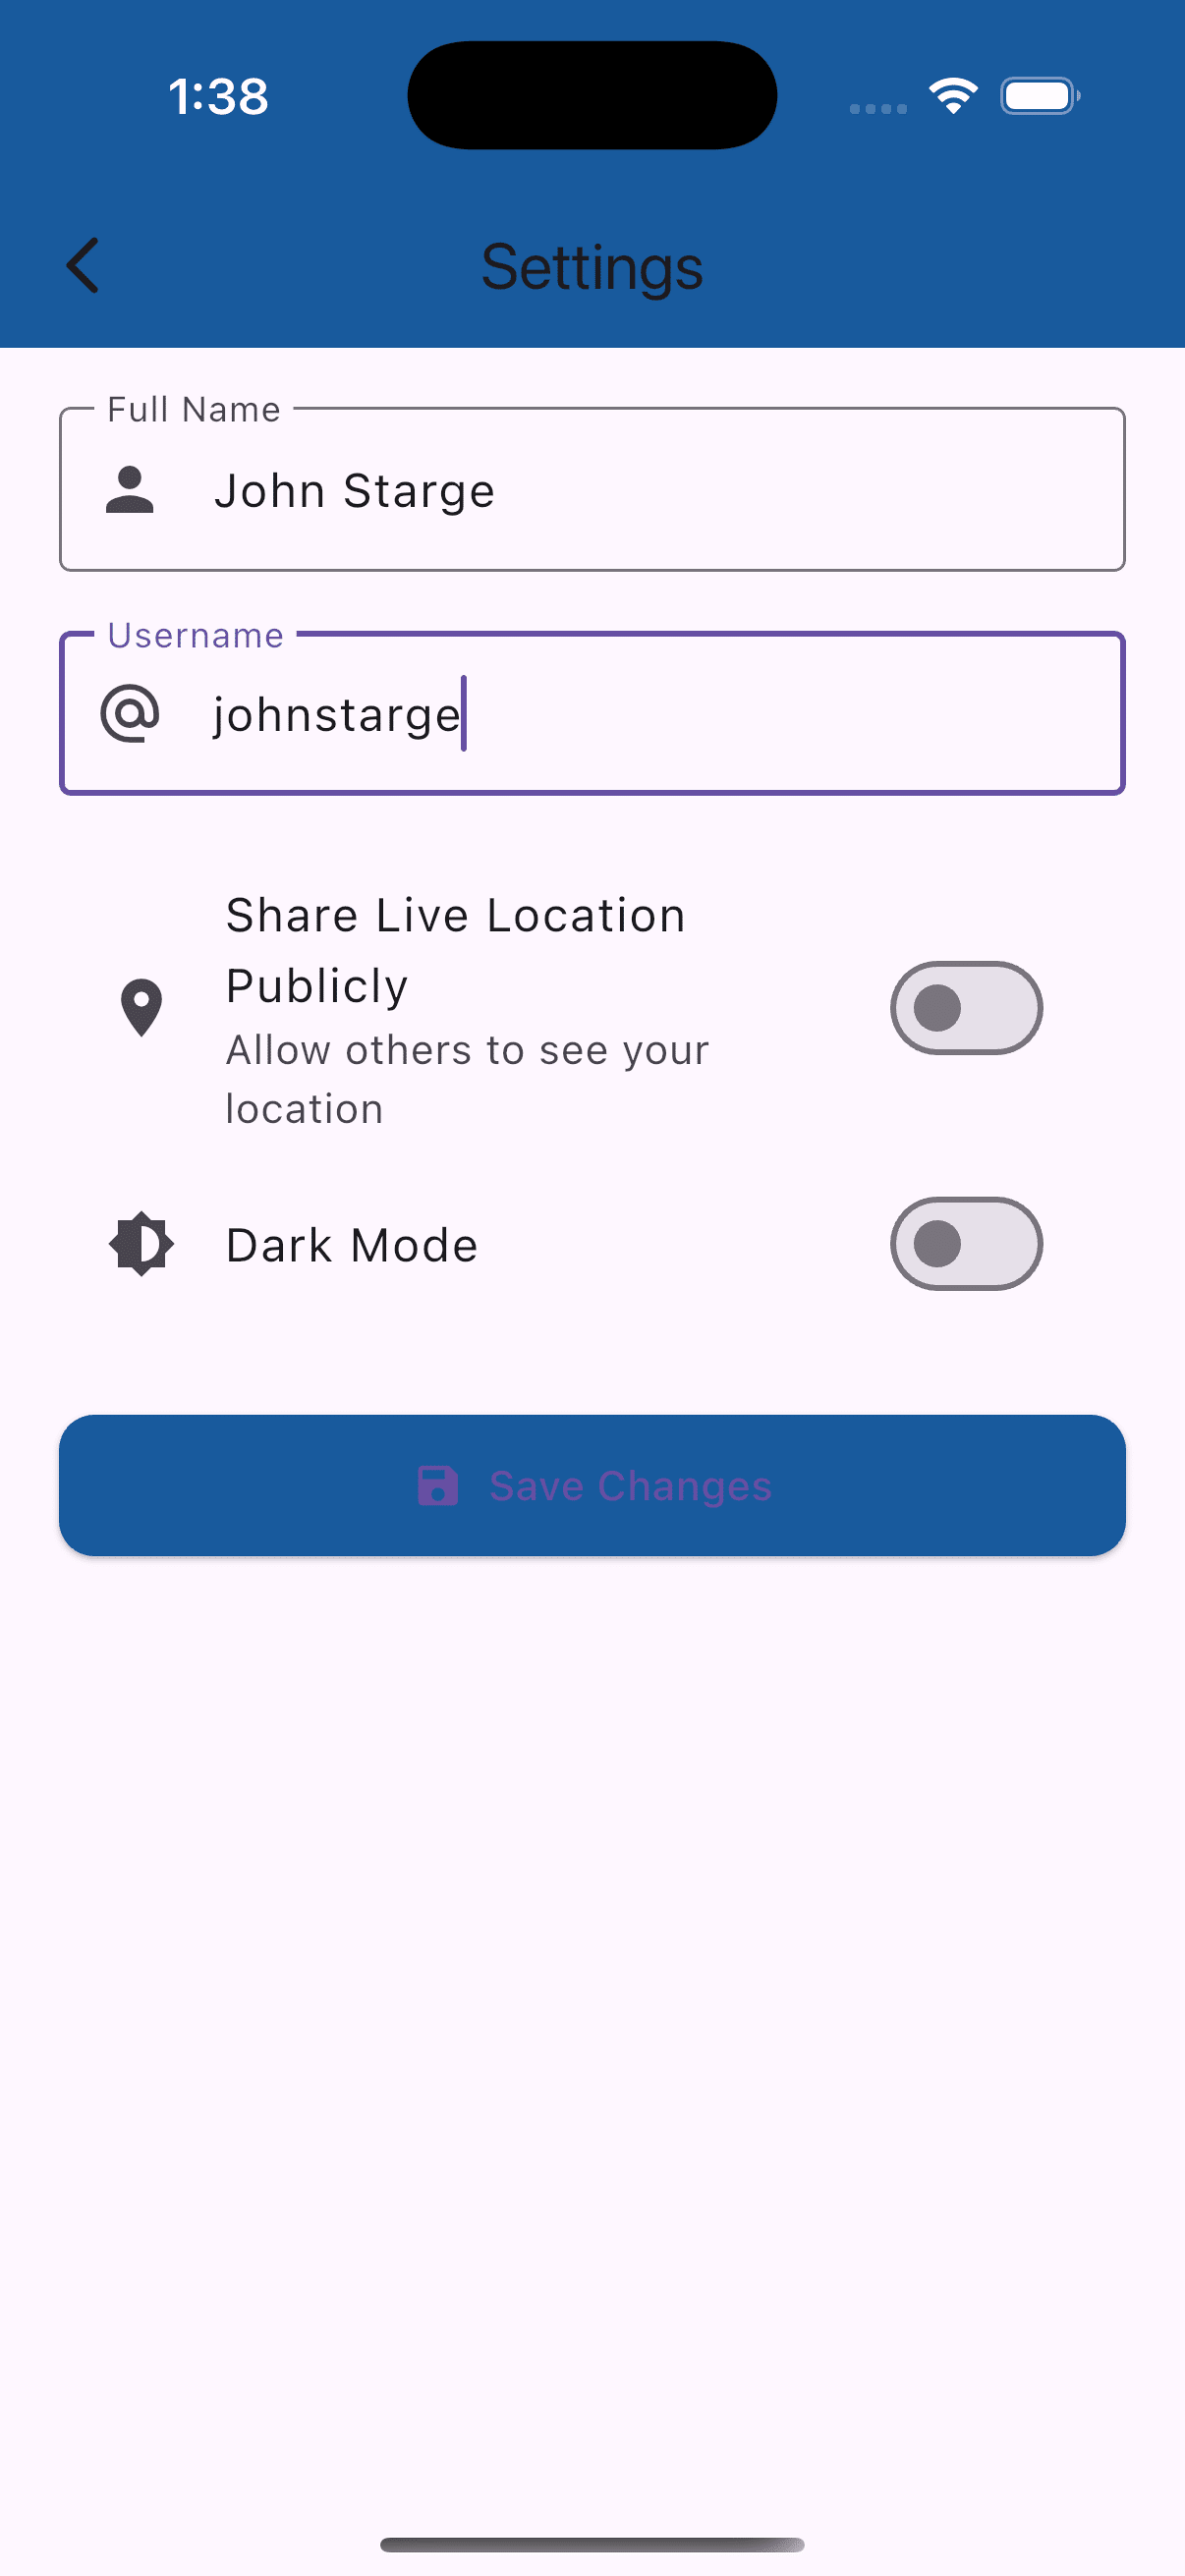 1:38
Settings
Full Name
John Starge
Username
johnstarge
Share Live Location
Publicly
Allow others to see your
location
Dark Mode
Save Changes